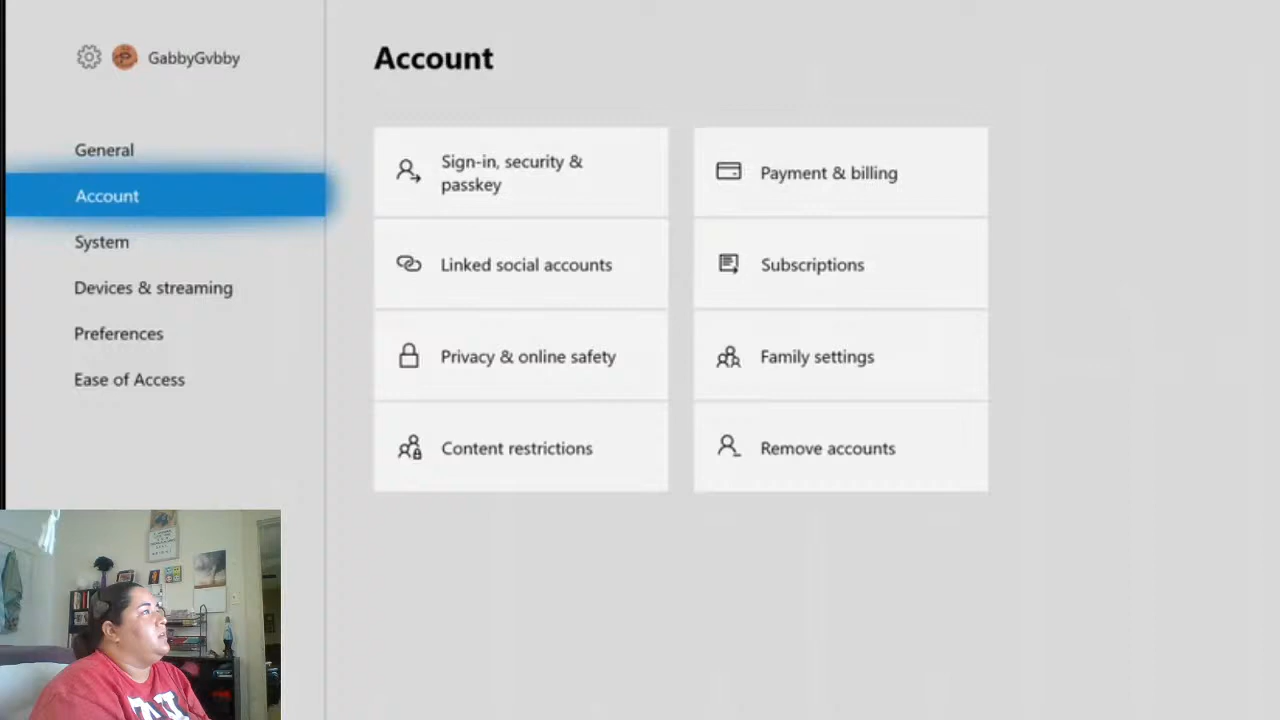 GabbyGvbby
General
Account
System
Devices & streaming
Preferences
Ease of Access
Account
Sign-in, security &
passkey
Linked social accounts
Privacy & online safety
Content restrictions
Payment & billing
Subscriptions
Family settings
Remove accounts